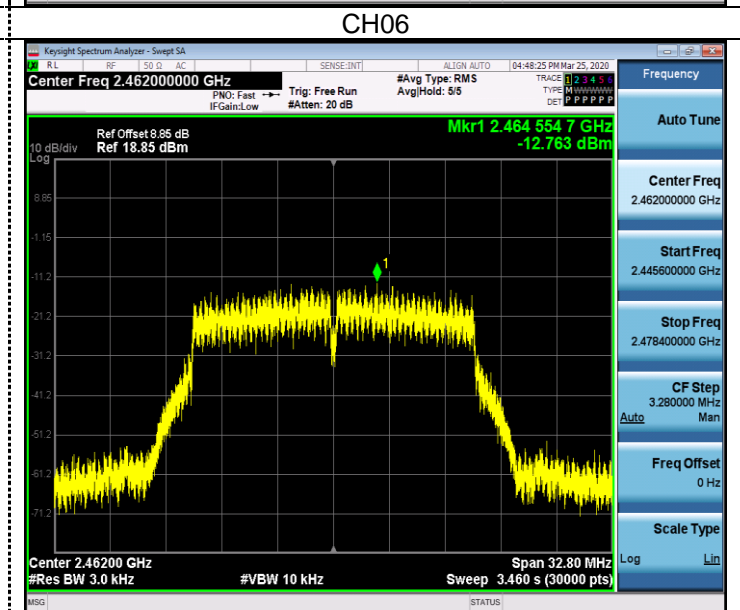 CH06
Keysight Spectrum Analyzer - Swept SA
LXI RL RF 50 Ω AC SENSE:INT ALIGN AUTO 04:48:25 PM Mar 25, 2020
Center Freq 2.462000000 GHz
PNO: Fast
IFGain:Low
Trig: Free Run
#Atten: 20 dB
#Avg Type: RMS
Avg|Hold: 5/5
TRACE 1 2 3 4 5 6
TYPE M WWWWW
DET P P P P P P
Frequency
Auto Tune
Center Freq
2.462000000 GHz
Start Freq
2.445600000 GHz
Stop Freq
2.478400000 GHz
CF Step
3.280000 MHz
Auto Man
Freq Offset
0 Hz
Scale Type
Log Lin
Ref Offset 8.85 dB
Ref 18.85 dBm
10 dB/div
Log
Mkr1 2.464 554 7 GHz
-12.763 dBm
1
8.85
-1.15
-11.2
-21.2
-31.2
-41.2
-51.2
-61.2
-71.2
Center 2.46200 GHz
Span 32.80 MHz
#Res BW 3.0 kHz
#VBW 10 kHz
Sweep 3.460 s (30000 pts)
MSG
STATUS